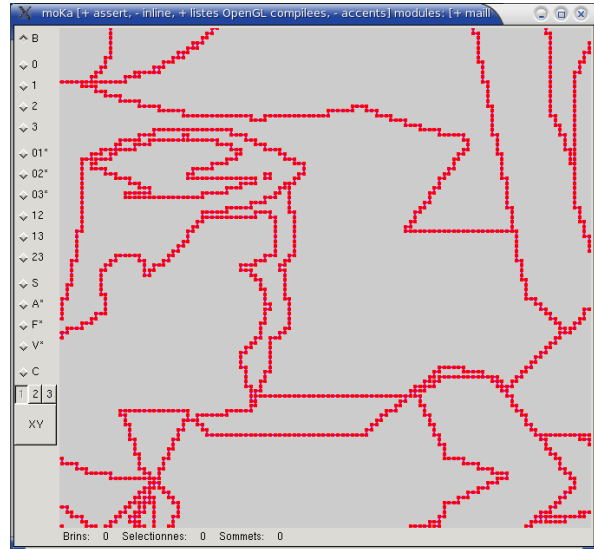 moKa [+ assert, - inline, + listes OpenGL compilees, - accents] modules: [+ maill
B
0
1
2
3
01*
02*
03*
12
13
23
S
A*
F*
V*
C
1 2 3
XY
Brins: 0 Selectionnes: 0 Sommets: 0